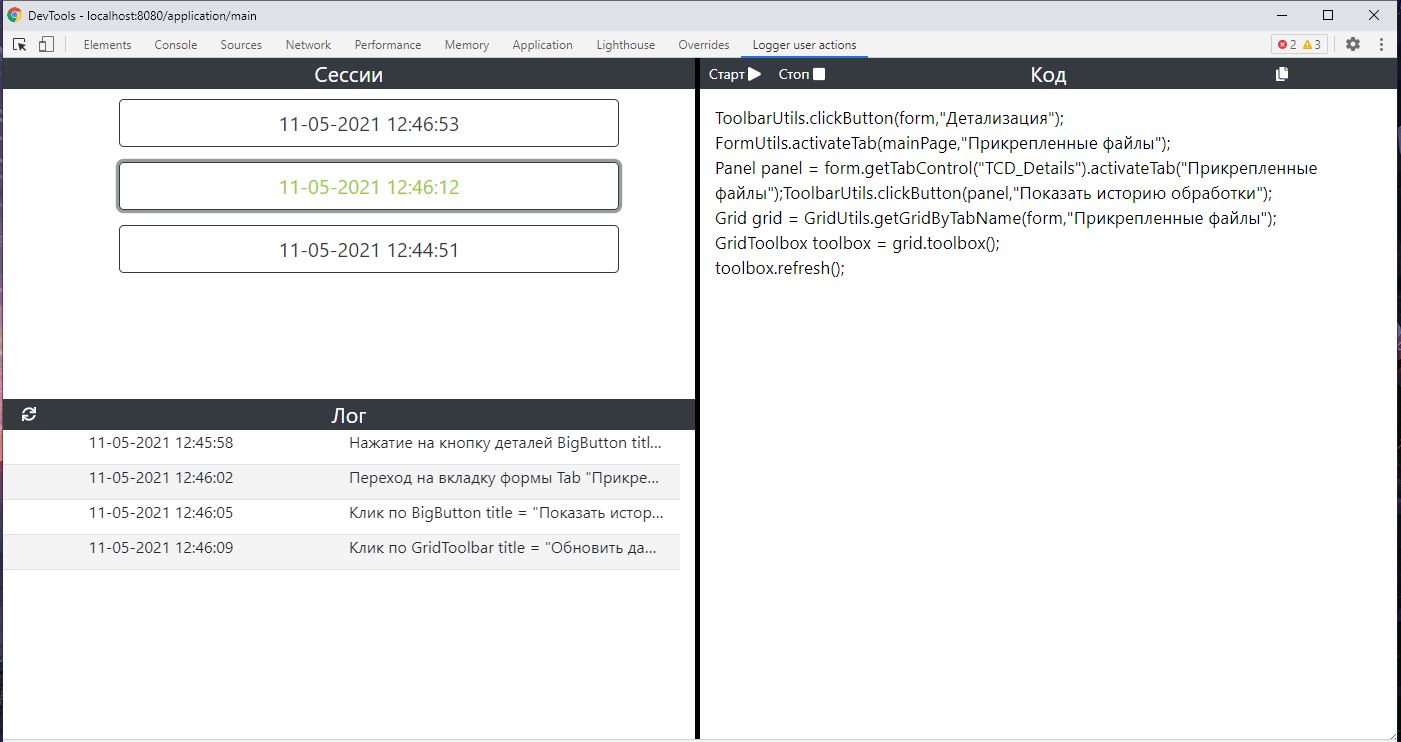 DevTools - localhost:8080/application/main
Elements Console Sources Network Performance Memory Application Lighthouse Overrides Logger user actions 2 3
Сессии
11-05-2021 12:46:53
11-05-2021 12:46:12
11-05-2021 12:44:51
Лог
11-05-2021 12:45:58 Нажатие на кнопку деталей BigButton titl...
11-05-2021 12:46:02 Переход на вкладку формы Tab "Прикре...
11-05-2021 12:46:05 Клик по BigButton title = "Показать истор...
11-05-2021 12:46:09 Клик по GridToolbar title = "Обновить да...
Старт Стоп Код
ToolbarUtils.clickButton(form,"Детализация");
FormUtils.activateTab(mainPage,"Прикрепленные файлы");
Panel panel = form.getTabControl("TCD_Details").activateTab("Прикрепленные
файлы");ToolbarUtils.clickButton(panel,"Показать историю обработки");
Grid grid = GridUtils.getGridByTabName(form,"Прикрепленные файлы");
GridToolbox toolbox = grid.toolbox();
toolbox.refresh();